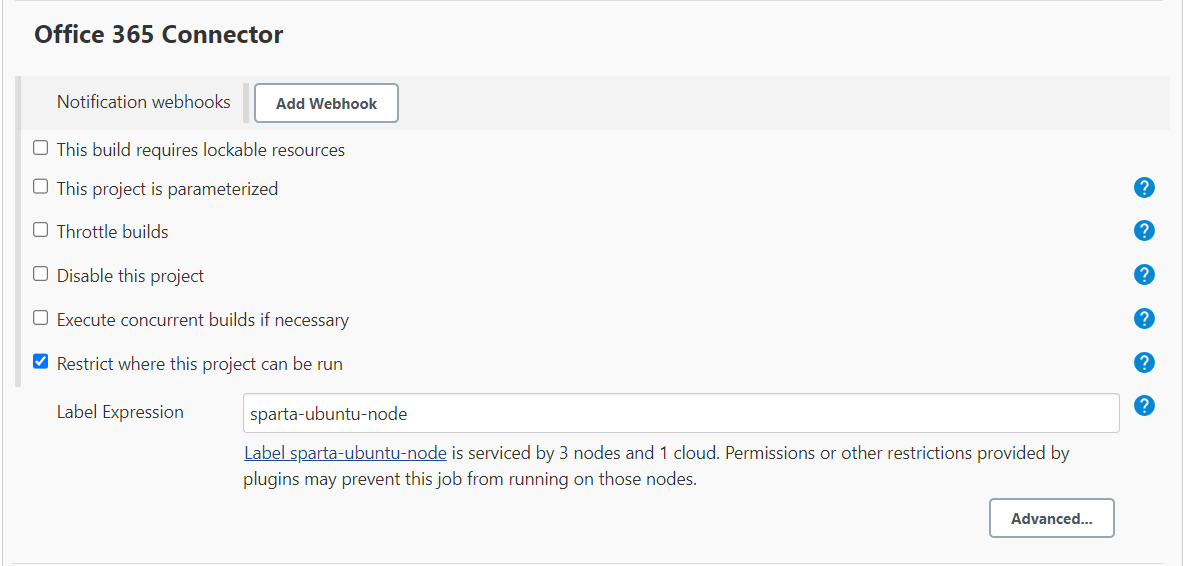 Office 365 Connector
Notification webhooks Add Webhook
This build requires lockable resources
This project is parameterized ?
Throttle builds ?
Disable this project ?
Execute concurrent builds if necessary ?
Restrict where this project can be run ?
Label Expression sparta-ubuntu-node ?
Label sparta-ubuntu-node is serviced by 3 nodes and 1 cloud. Permissions or other restrictions provided by
plugins may prevent this job from running on those nodes.
Advanced...